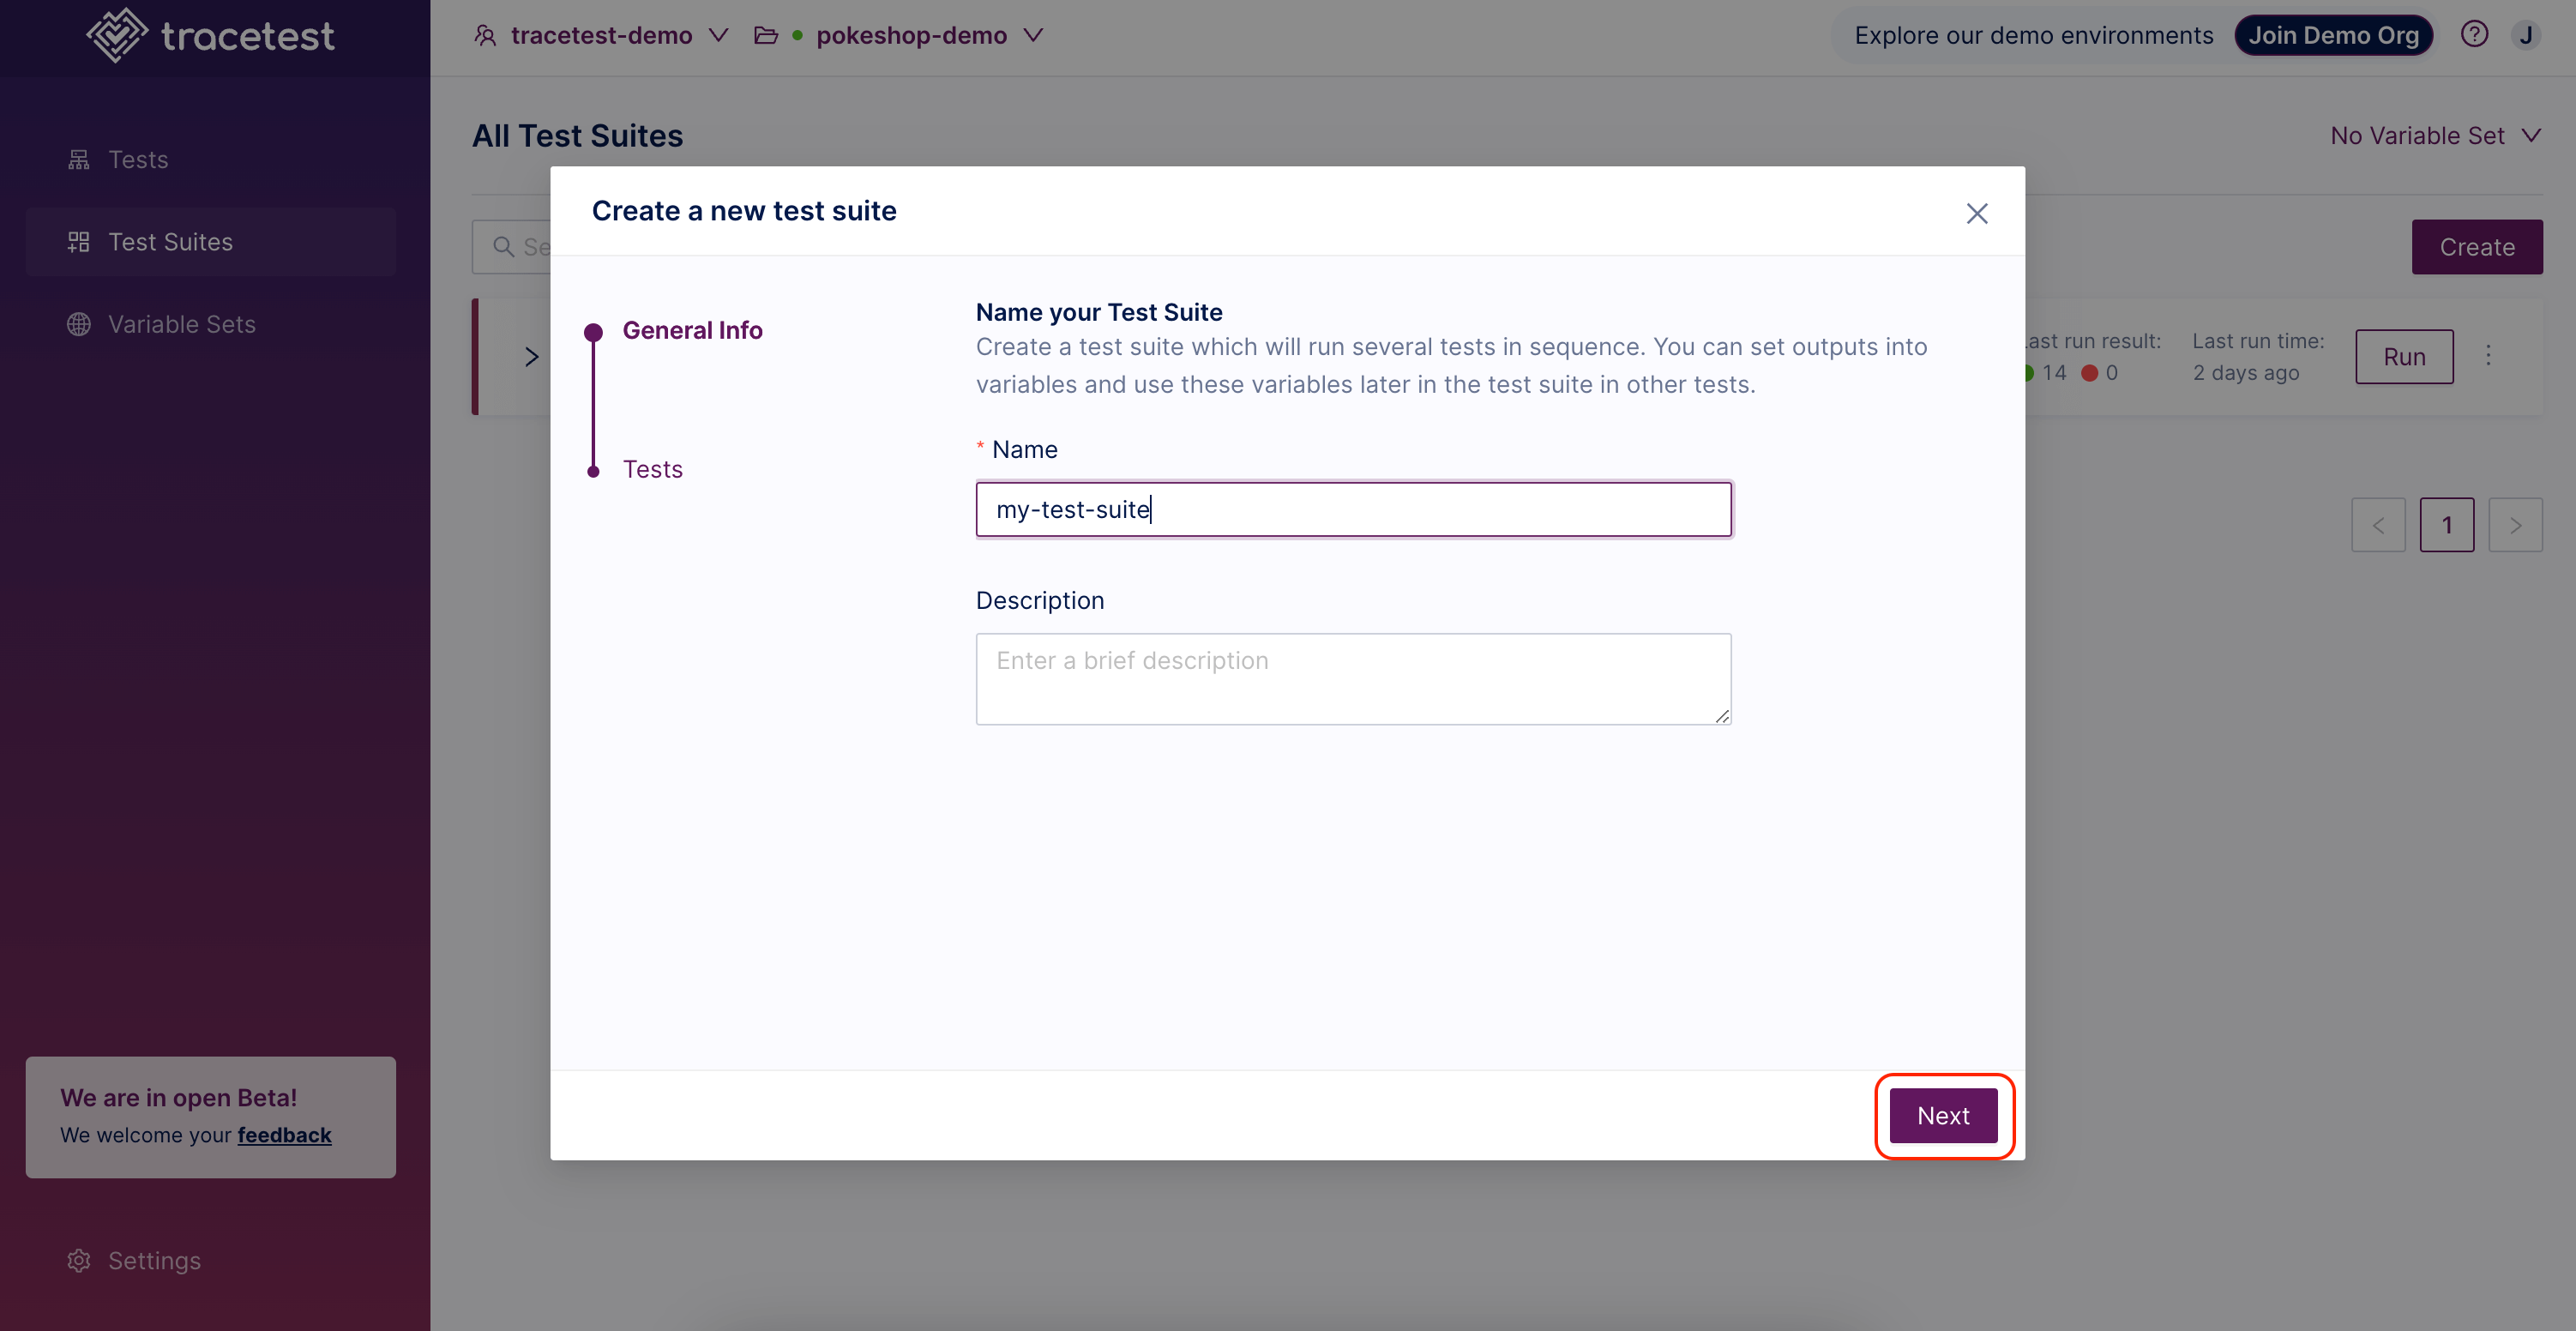 tracetest
tracetest-demo
pokeshop-demo
Explore our demo environments
Join Demo Org
J
Tests
Test Suites
Variable Sets
All Test Suites
No Variable Set
Create
Last run result:
14 0
Last run time:
2 days ago
Run
1
Create a new test suite
General Info
Tests
Name your Test Suite
Create a test suite which will run several tests in sequence. You can set outputs into
variables and use these variables later in the test suite in other tests.
* Name
my-test-suite
Description
Enter a brief description
Next
We are in open Beta!
We welcome your feedback
Settings